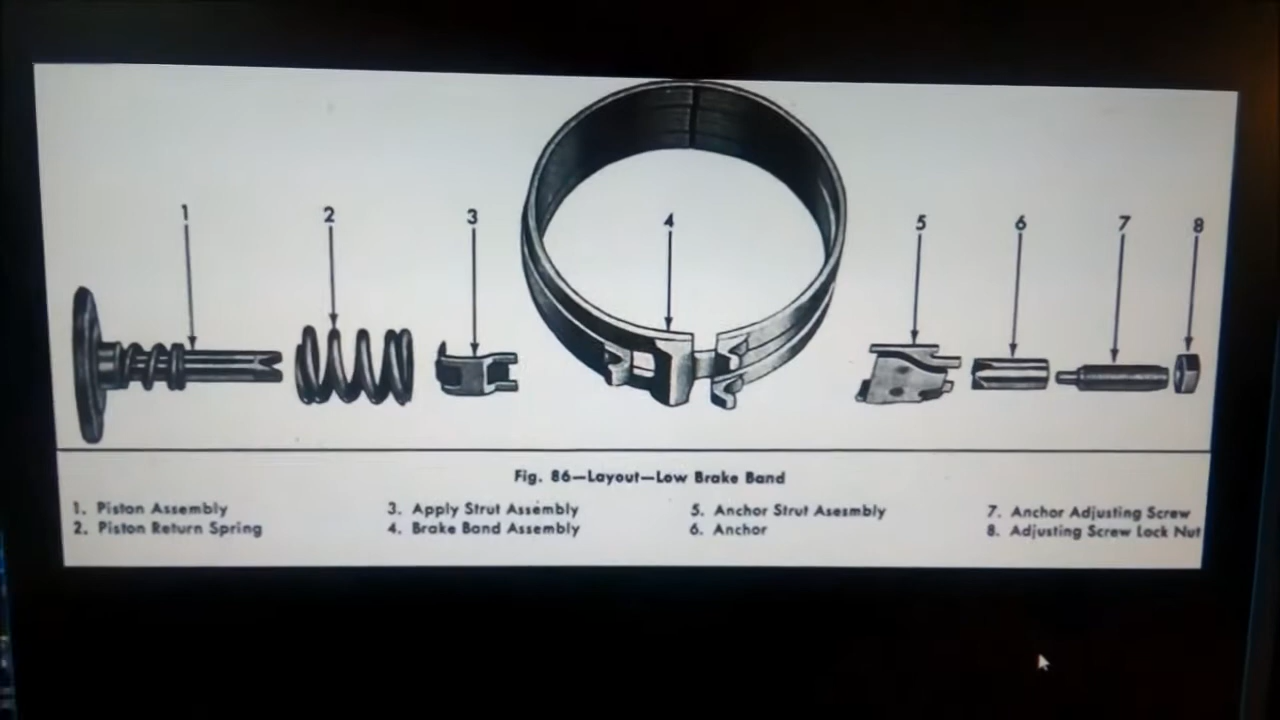 1 2 3 4 5 6 7 8
Fig. 86—Layout—Low Brake Band
1. Piston Assembly
2. Piston Return Spring
3. Apply Strut Assembly
4. Brake Band Assembly
5. Anchor Strut Asesmbly
6. Anchor
7. Anchor Adjusting Screw
8. Adjusting Screw Lock Nut